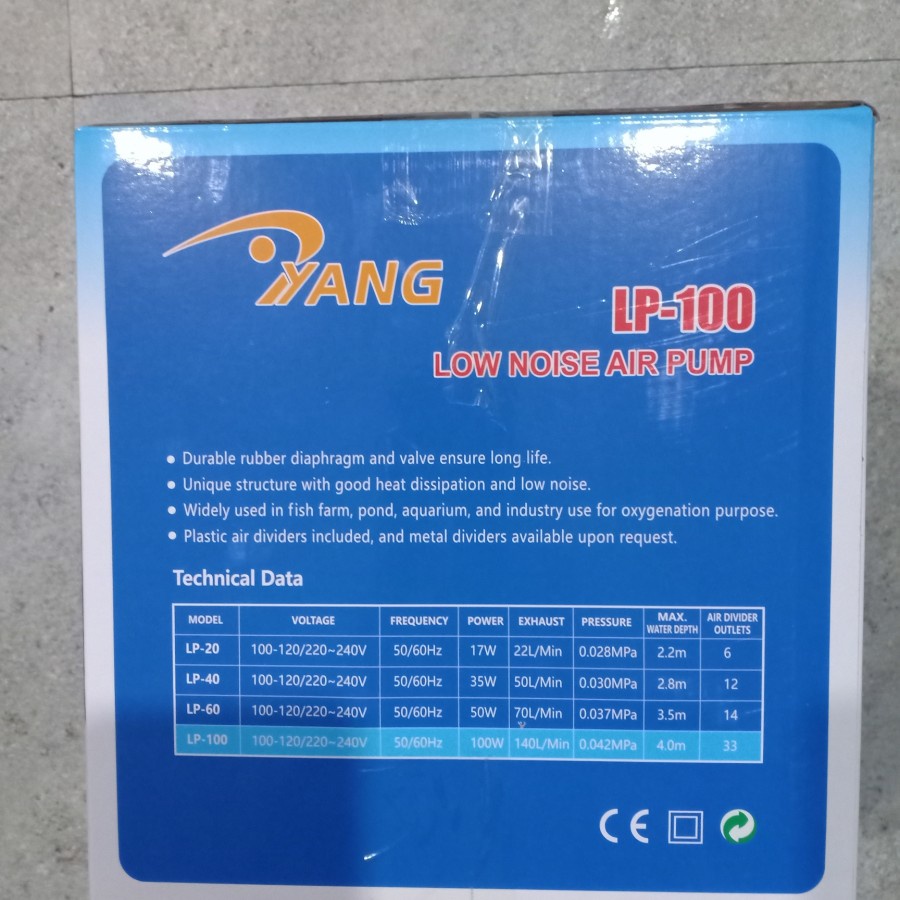 YANG
LP-100
LOW NOISE AIR PUMP
• Durable rubber diaphragm and valve ensure long life.
• Unique structure with good heat dissipation and low noise.
• Widely used in fish farm, pond, aquarium, and industry use for oxygenation purpose.
• Plastic air dividers included, and metal dividers available upon request.
Technical Data
MODEL VOLTAGE FREQUENCY POWER EXHAUST PRESSURE MAX. WATER DEPTH AIR DIVIDER OUTLETS
LP-20 100-120/220~240V 50/60Hz 17W 22L/Min 0.028MPa 2.2m 6
LP-40 100-120/220~240V 50/60Hz 35W 50L/Min 0.030MPa 2.8m 12
LP-60 100-120/220~240V 50/60Hz 50W 70L/Min 0.037MPa 3.5m 14
LP-100 100-120/220~240V 50/60Hz 100W 140L/Min 0.042MPa 4.0m 33
CE